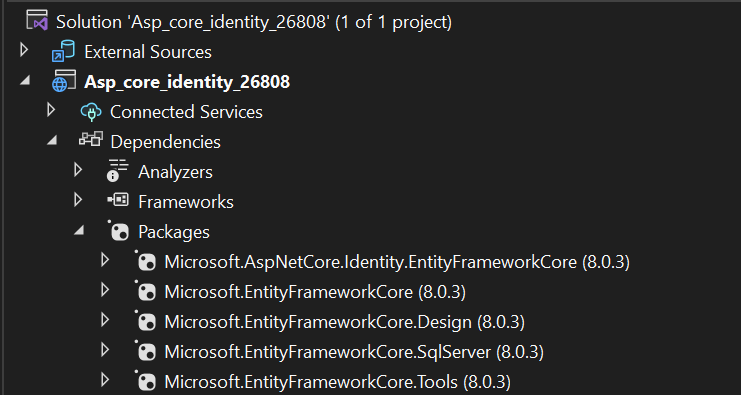 Solution 'Asp_core_identity_26808' (1 of 1 project)
External Sources
Asp_core_identity_26808
Connected Services
Dependencies
Analyzers
Frameworks
Packages
Microsoft.AspNetCore.Identity.EntityFrameworkCore (8.0.3)
Microsoft.EntityFrameworkCore (8.0.3)
Microsoft.EntityFrameworkCore.Design (8.0.3)
Microsoft.EntityFrameworkCore.SqlServer (8.0.3)
Microsoft.EntityFrameworkCore.Tools (8.0.3)